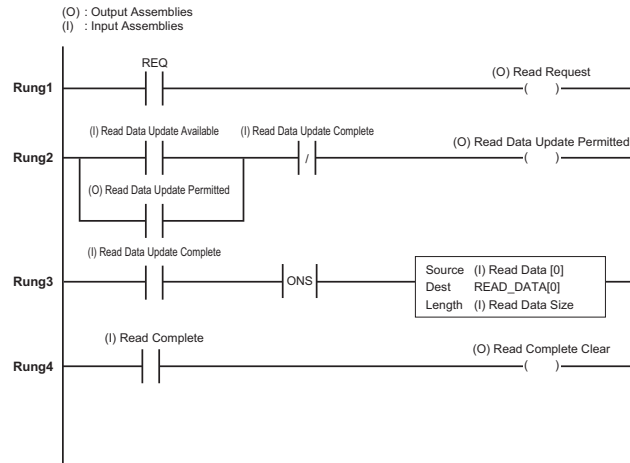 (O) : Output Assemblies
(I) : Input Assemblies
REQ
(O) Read Request
Rung1
( )
(I) Read Data Update Available
(I) Read Data Update Complete
(O) Read Data Update Permitted
Rung2
/
( )
(O) Read Data Update Permitted
(I) Read Data Update Complete
Rung3
ONS
Source (I) Read Data [0]
Dest READ_DATA[0]
Length (I) Read Data Size
(I) Read Complete
(O) Read Complete Clear
Rung4
( )